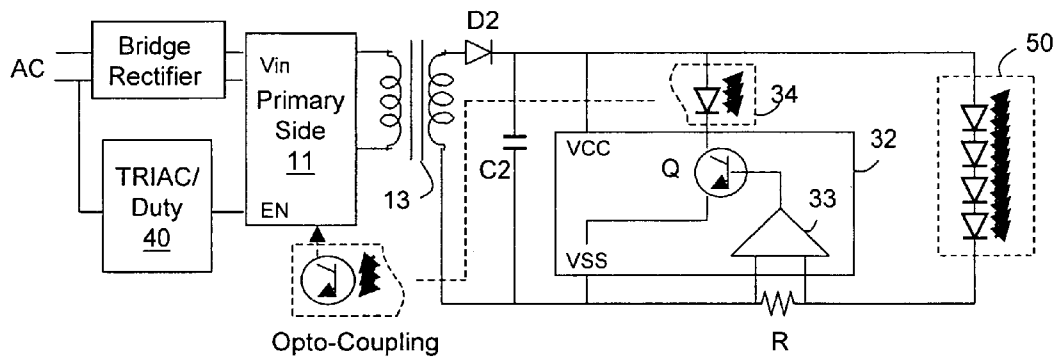 AC
Bridge
Rectifier
TRIAC/
Duty
40
Vin
Primary
Side
11
EN
13
D2
C2
Opto-Coupling
34
VCC
Q
33
VSS
32
R
50